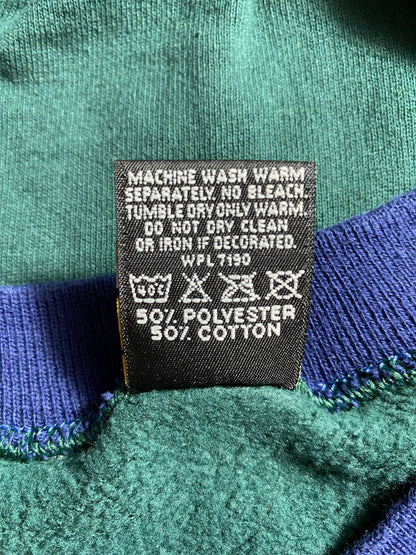 MACHINE WASH WARM
SEPARATELY. NO BLEACH.
TUMBLE DRY ONLY WARM.
DO NOT DRY CLEAN
OR IRON IF DECORATED.
WPL 7190
40°
50% POLYESTER
50% COTTON